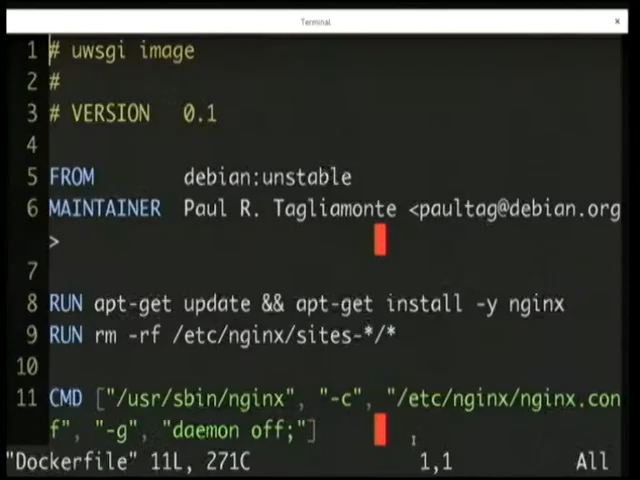 Terminal
x
1 # uwsgi image
2 #
3 # VERSION   0.1
4
5 FROM        debian:unstable
6 MAINTAINER  Paul R. Tagliamonte <paultag@debian.org
>
7
8 RUN apt-get update && apt-get install -y nginx
9 RUN rm -rf /etc/nginx/sites-*/*
10
11 CMD ["/usr/sbin/nginx", "-c", "/etc/nginx/nginx.con
f", "-g", "daemon off;"]
"Dockerfile" 11L, 271C                1,1           All